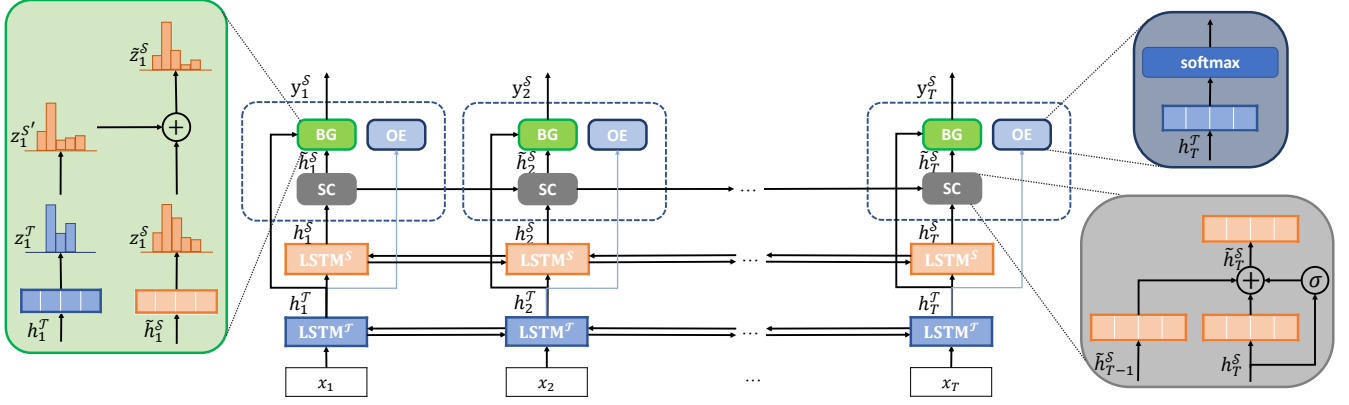 z̃₁^𝒮
z₁^𝒮′
z₁^𝒯
z₁^𝒮
h₁^𝒯
h̃₁^𝒮
y₁^𝒮
y₂^𝒮
y_T^𝒮
BG OE
BG OE
BG OE
h̃₁^𝒮
h̃₂^𝒮
h̃_T^𝒮
SC
SC
...
SC
h₁^𝒮
h₂^𝒮
h_T^𝒮
LSTM^𝒮
LSTM^𝒮
...
LSTM^𝒮
h₁^𝒯
h₂^𝒯
h_T^𝒯
LSTM^𝒯
LSTM^𝒯
...
LSTM^𝒯
x₁
x₂
...
x_T
softmax
h_T^𝒯
h̃_T^𝒮
+
σ
h̃_{T−1}^𝒮
h_T^𝒮
+